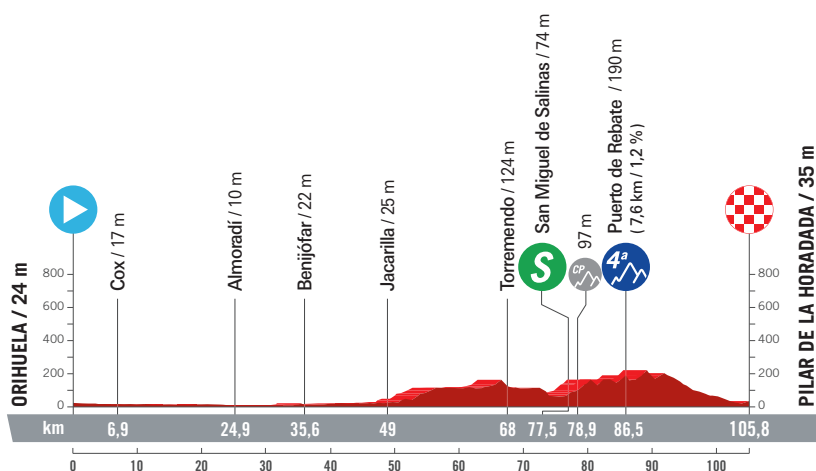 ORIHUELA / 24 m
Cox / 17 m
Almoradí / 10 m
Benijófar / 22 m
Jacarilla / 25 m
Torremendo / 124 m
San Miguel de Salinas / 74 m
S
97 m
CP
Puerto de Rebate / 190 m
( 7,6 km / 1,2 % )
4ª
PILAR DE LA HORADADA / 35 m
800
600
400
200
0
800
600
400
200
0
km 6,9 24,9 35,6 49 68 77,5 78,9 86,5 105,8
0 10 20 30 40 50 60 70 80 90 100